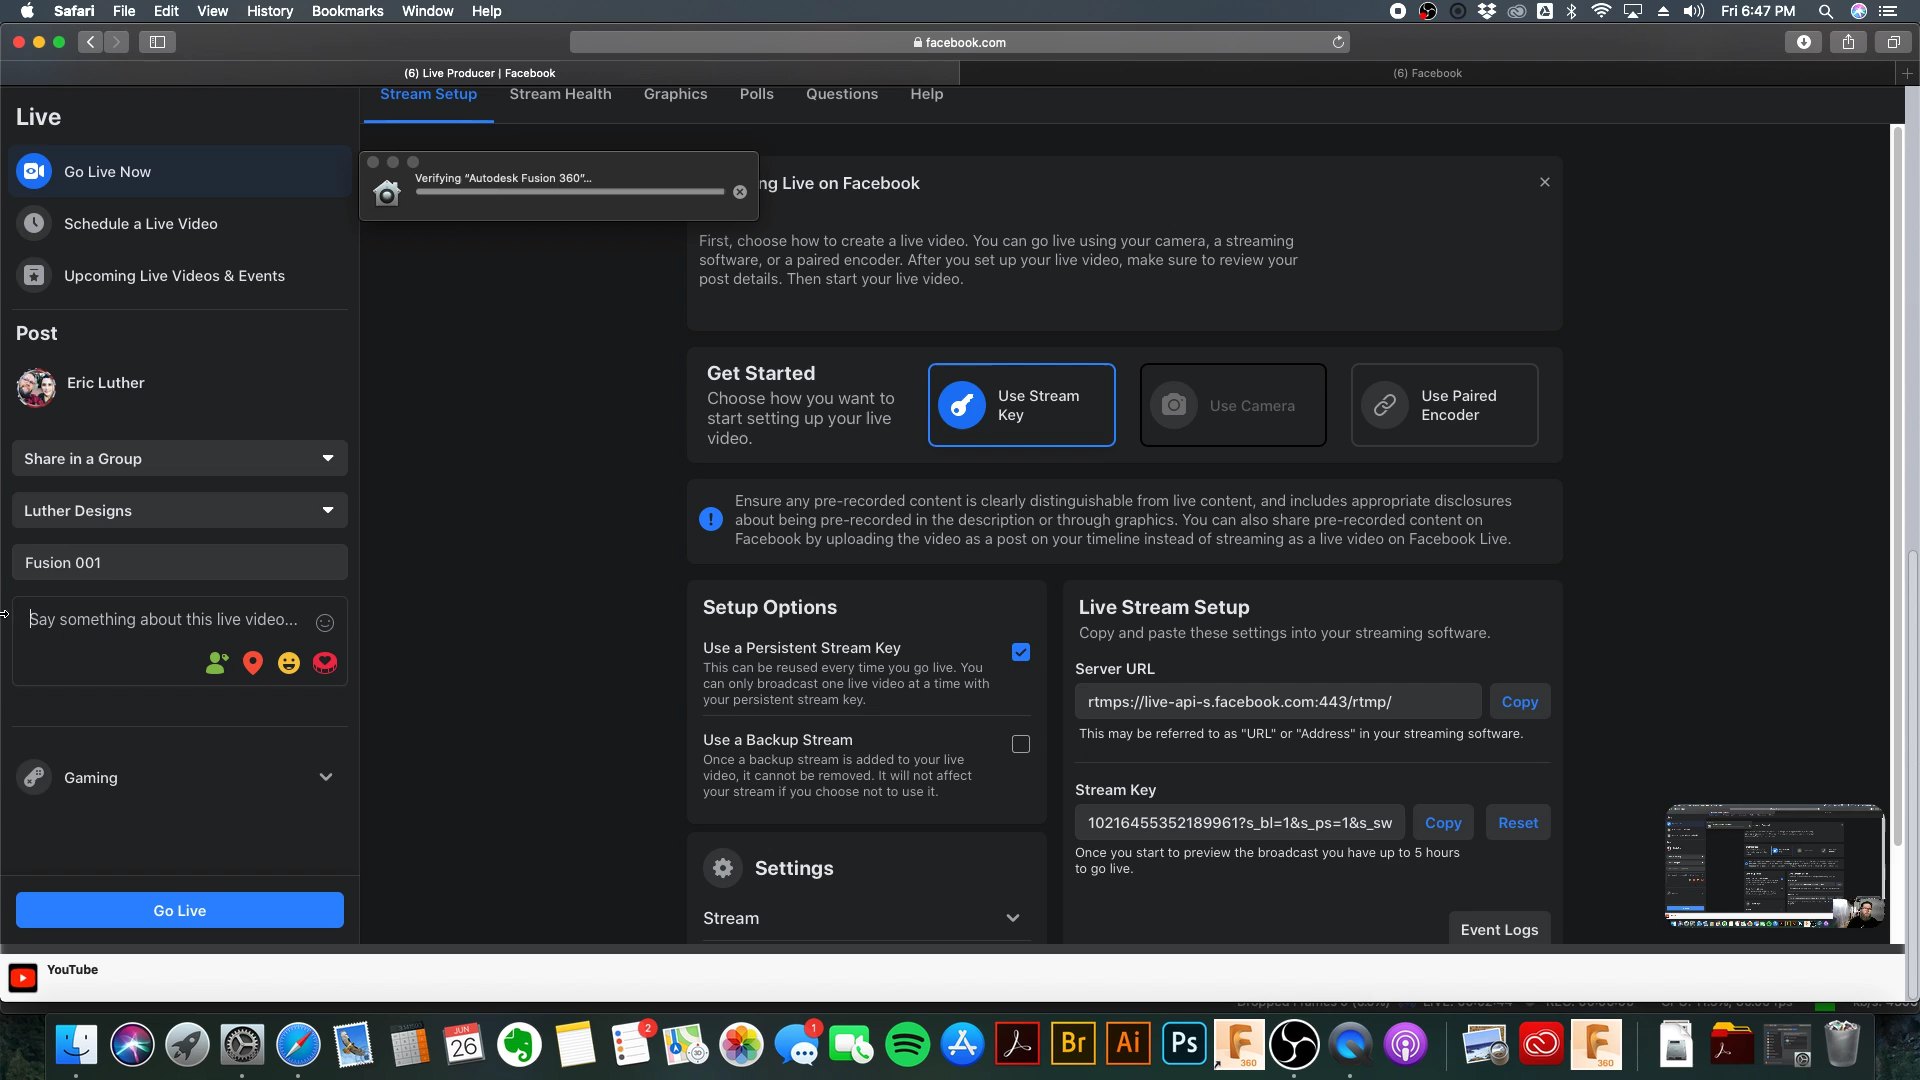 Safari File Edit View History Bookmarks Window Help
Fri 6:47 PM
facebook.com
(6) Live Producer | Facebook
(6) Facebook
Live
Go Live Now
Schedule a Live Video
Upcoming Live Videos & Events
Post
Eric Luther
Share in a Group
Luther Designs
Fusion 001
Say something about this live video...
Gaming
Go Live
Stream Setup Stream Health Graphics Polls Questions Help
Verifying "Autodesk Fusion 360"...
ng Live on Facebook
First, choose how to create a live video. You can go live using your camera, a streaming
software, or a paired encoder. After you set up your live video, make sure to review your
post details. Then start your live video.
Get Started
Choose how you want to
start setting up your live
video.
Use Stream
Key
Use Camera
Use Paired
Encoder
Ensure any pre-recorded content is clearly distinguishable from live content, and includes appropriate disclosures
about being pre-recorded in the description or through graphics. You can also share pre-recorded content on
Facebook by uploading the video as a post on your timeline instead of streaming as a live video on Facebook Live.
Setup Options
Use a Persistent Stream Key
This can be reused every time you go live. You
can only broadcast one live video at a time with
your persistent stream key.
Use a Backup Stream
Once a backup stream is added to your live
video, it cannot be removed. It will not affect
your stream if you choose not to use it.
Settings
Stream
Live Stream Setup
Copy and paste these settings into your streaming software.
Server URL
rtmps://live-api-s.facebook.com:443/rtmp/
Copy
This may be referred to as "URL" or "Address" in your streaming software.
Stream Key
10216455352189961?s_bl=1&s_ps=1&s_sw
Copy
Reset
Once you start to preview the broadcast you have up to 5 hours
to go live.
Event Logs
YouTube
JUN
26
2
1
Br
Ai
Ps
360
360